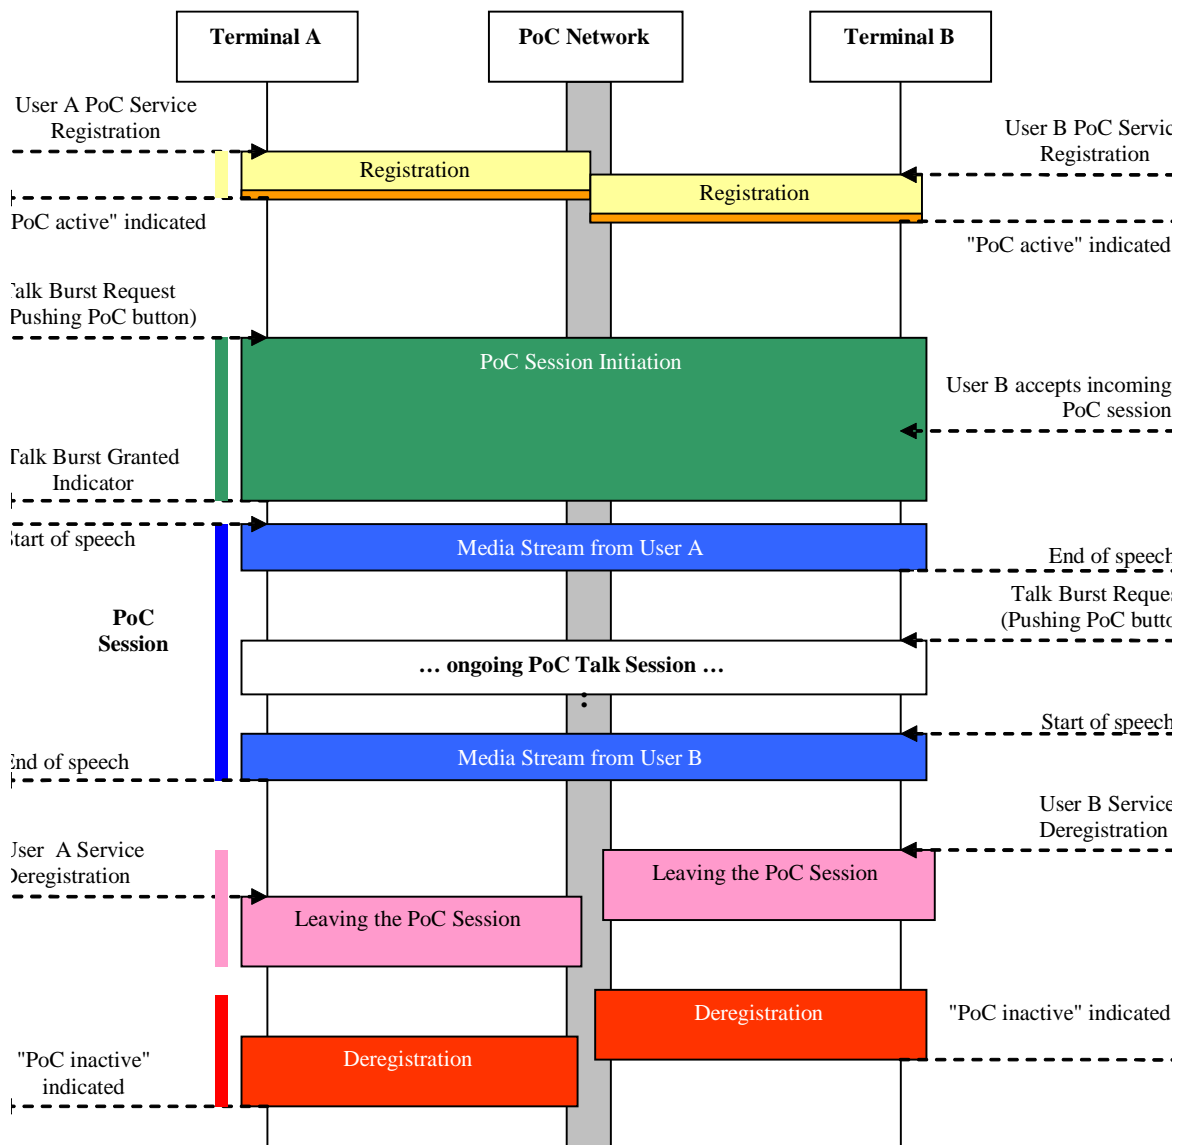 Terminal A
PoC Network
Terminal B
User A PoC Service
Registration
User B PoC Servic
Registration
Registration
Registration
PoC active" indicated
"PoC active" indicated
Talk Burst Request
Pushing PoC button)
PoC Session Initiation
User B accepts incoming
PoC session
Talk Burst Granted
Indicator
Start of speech
Media Stream from User A
End of speech
Talk Burst Reques
(Pushing PoC butto
PoC
Session
… ongoing PoC Talk Session …
:
Start of speech
Media Stream from User B
End of speech
User B Service
Deregistration
User A Service
Deregistration
Leaving the PoC Session
Leaving the PoC Session
Deregistration
"PoC inactive" indicated
"PoC inactive"
indicated
Deregistration